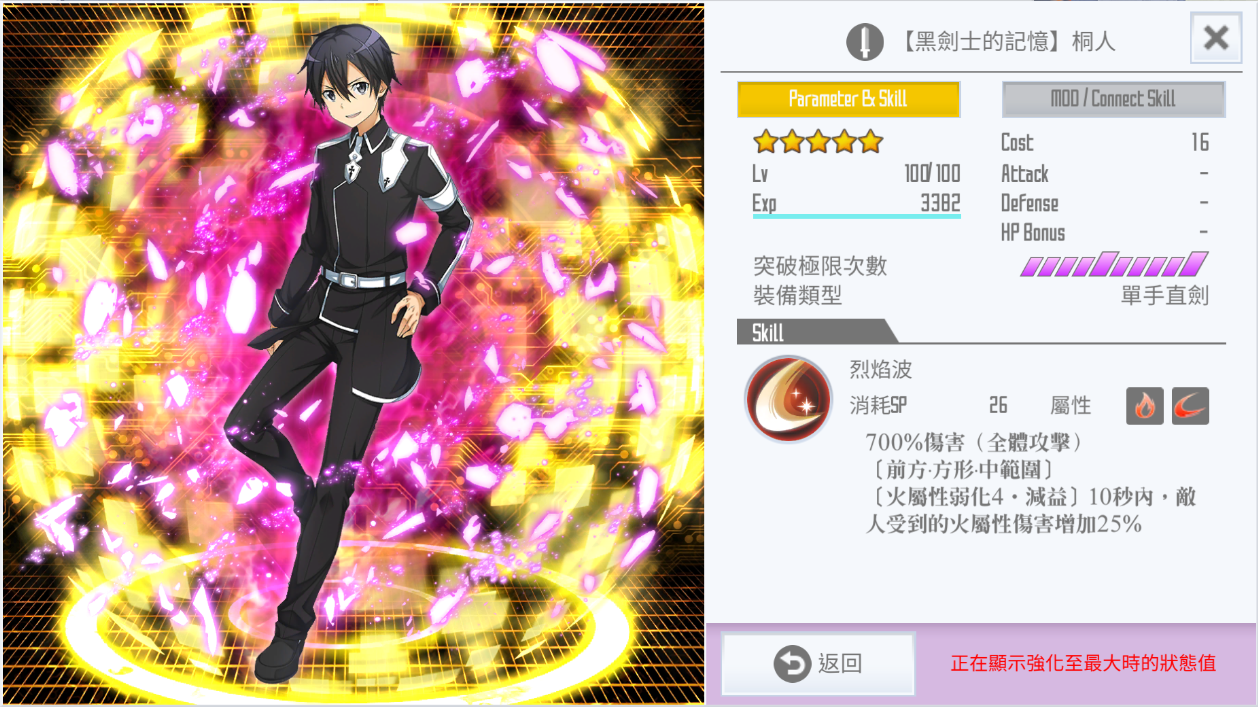 【黑劍士的記憶】桐人
Parameter & Skill
MOD / Connect Skill
Lv 100/100
Exp 3382
Cost 16
Attack -
Defense -
HP Bonus -
突破極限次數
裝備類型 單手直劍
Skill
烈焰波
消耗SP 26 屬性
700%傷害（全體攻擊）
〔前方·方形·中範圍〕
〔火屬性弱化4・減益〕10秒內，敵
人受到的火屬性傷害增加25%
返回
正在顯示強化至最大時的狀態值